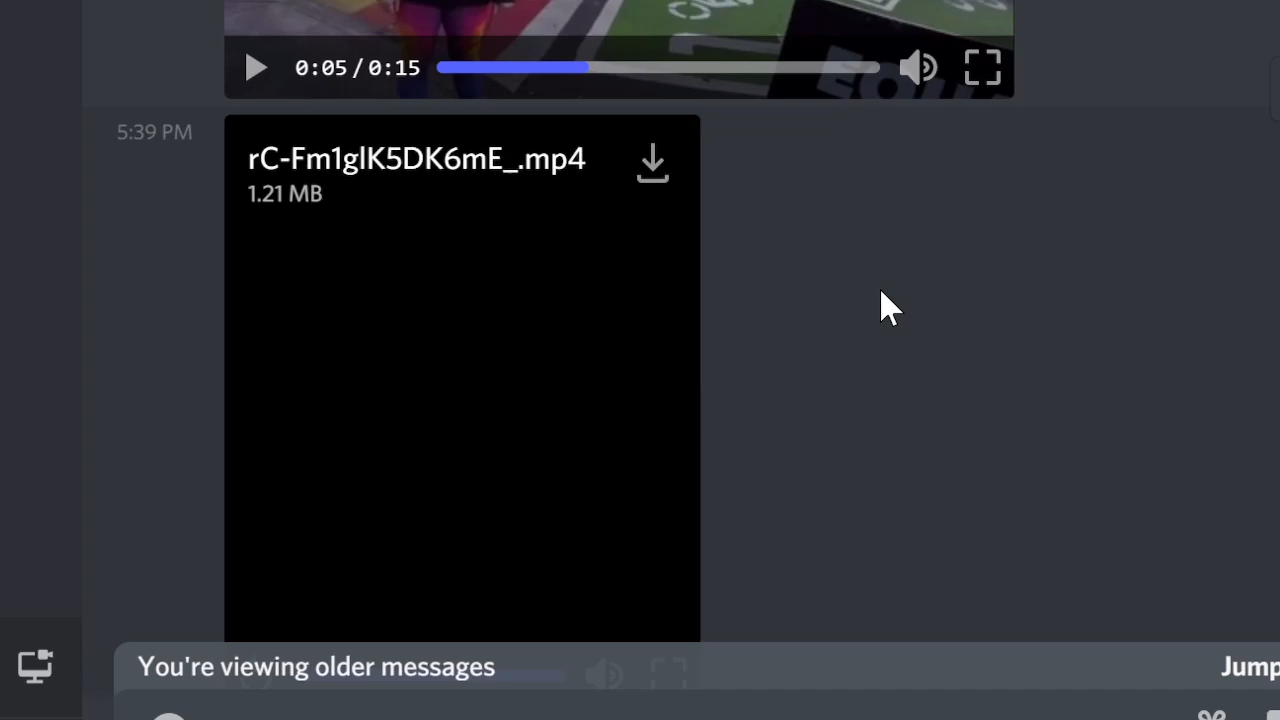 0:05/0:15
5:39 PM
rC-Fm1glK5DK6mE_.mp4
1.21 MB
You're viewing older messages
Jump